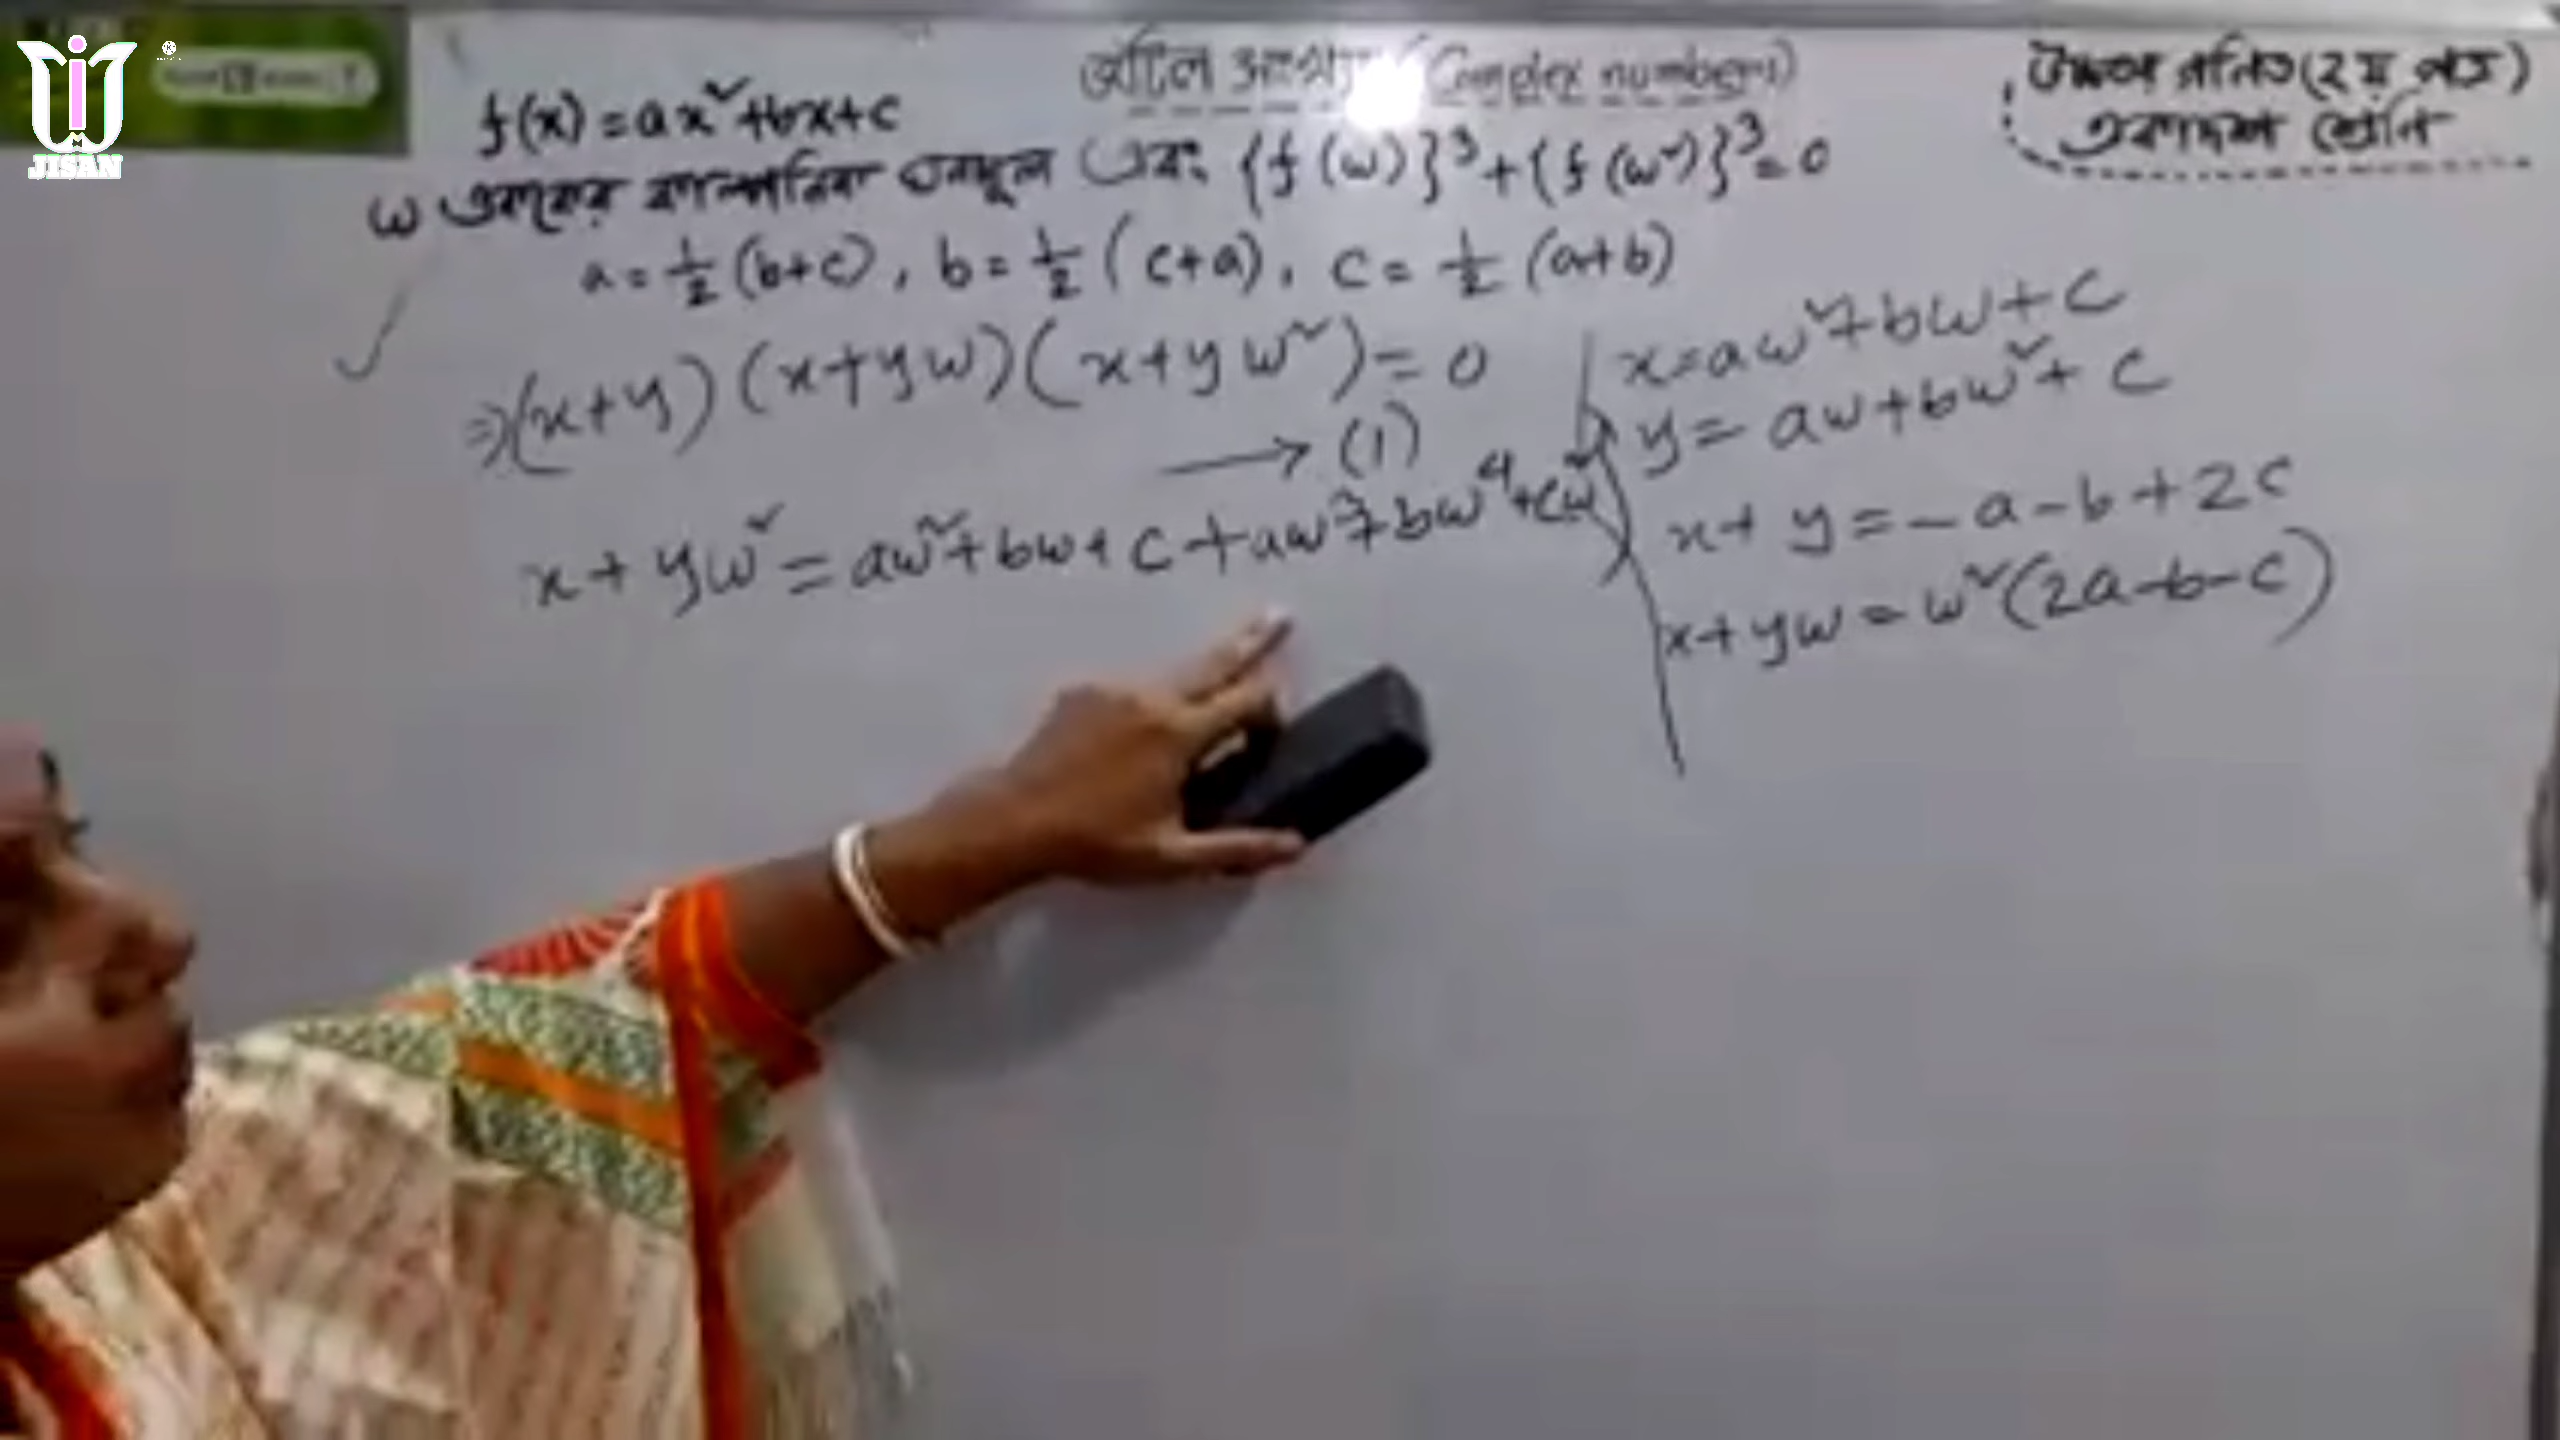 JISAN
জটিল সংখ্যা (Complex numbers)
উচ্চতর গনিত (২য় পত্র)
একাদশ শ্রেনি
f(x) = ax²+bx+c
ω এককের কাল্পনিক ঘনমূল এবং {f(ω)}³+{f(ω²)}³=0
a = ½(b+c), b = ½(c+a), c = ½(a+b)
⇒(x+y)(x+yω)(x+yω²)=0
→ (1)
x+yω² = aω²+bω+c+aω³+bω⁴+cω²
x=aω²+bω+c
y= aω+bω²+c
x+y=-a-b+2c
x+yω=ω²(2a-b-c)